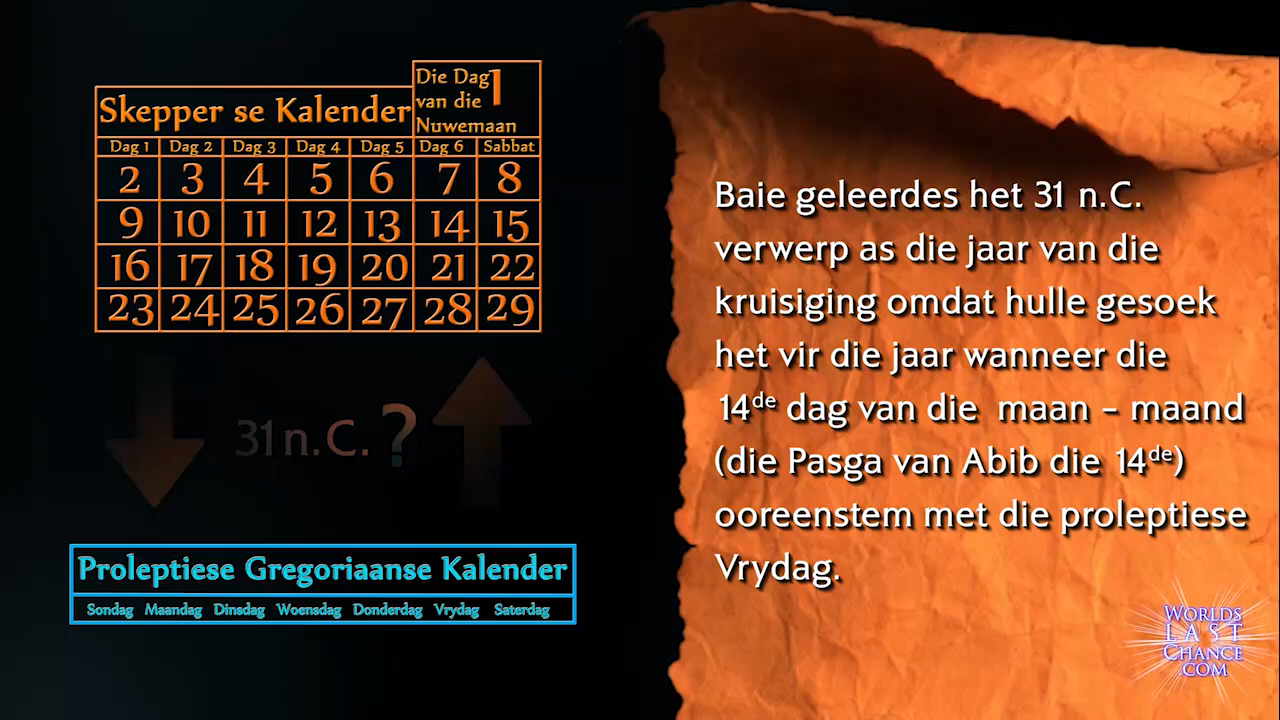 Skepper se Kalender
Die Dag 1
van die
Nuwemaan
Dag 1 Dag 2 Dag 3 Dag 4 Dag 5 Dag 6 Sabbat
2 3 4 5 6 7 8
9 10 11 12 13 14 15
16 17 18 19 20 21 22
23 24 25 26 27 28 29
31 n.C. ?
Proleptiese Gregoriaanse Kalender
Sondag Maandag Dinsdag Woensdag Donderdag Vrydag Saterdag
Baie geleerdes het 31 n.C.
verwerp as die jaar van die
kruisiging omdat hulle gesoek
het vir die jaar wanneer die
14de dag van die maan – maand
(die Pasga van Abib die 14de)
ooreenstem met die proleptiese
Vrydag.
WORLDS
LAST
CHANCE
.COM